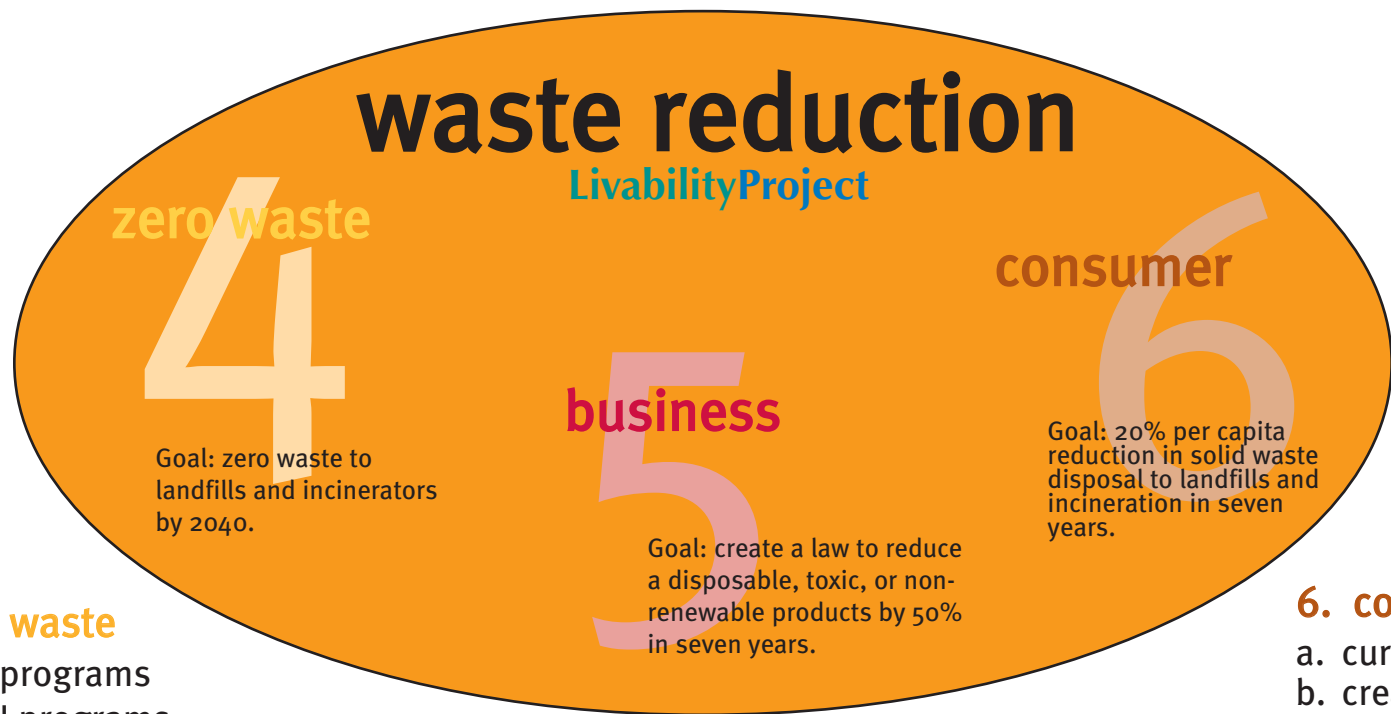 waste reduction
LivabilityProject
zero waste
4
Goal: zero waste to
landfills and incinerators
by 2040.
business
5
Goal: create a law to reduce
a disposable, toxic, or non-
renewable products by 50%
in seven years.
consumer
6
Goal: 20% per capita
reduction in solid waste
disposal to landfills and
incineration in seven
years.
waste
programs
programs
6. co
a. cur
b. cre